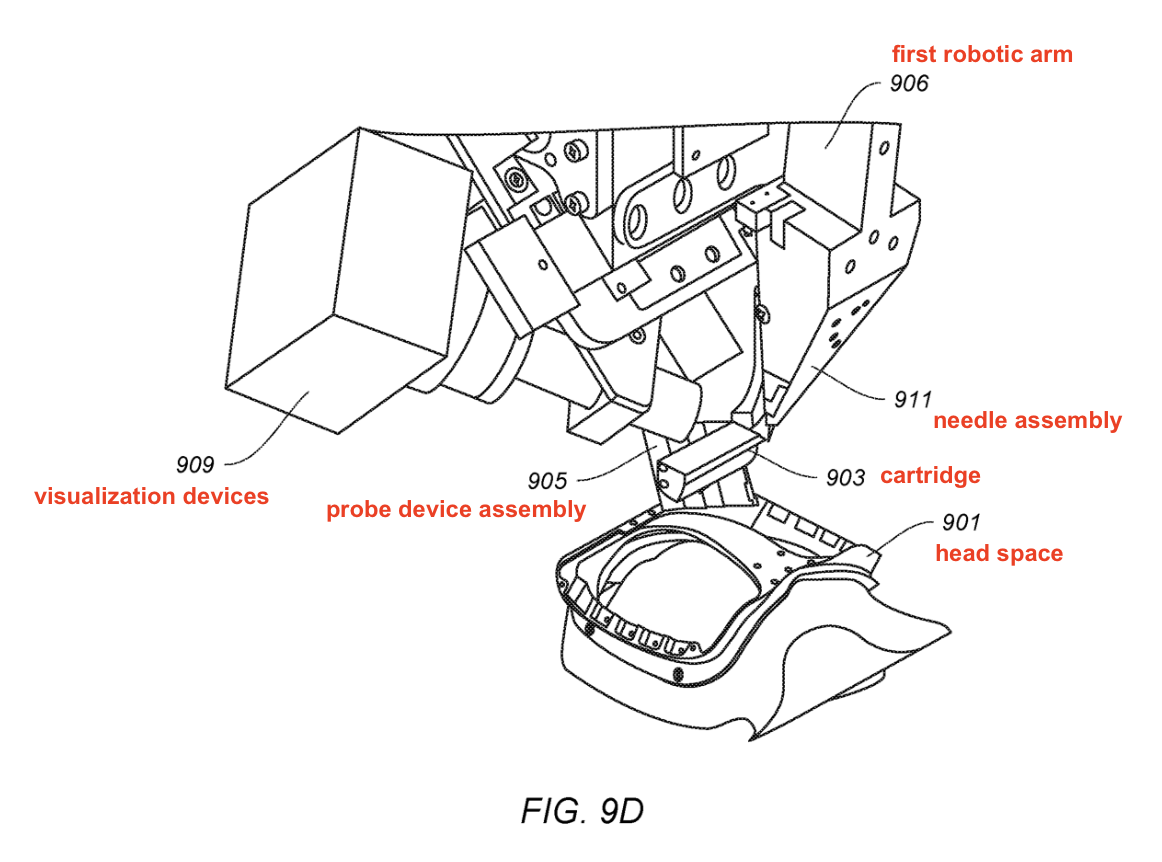 first robotic arm
906
911
needle assembly
909
visualization devices
905
probe device assembly
903
cartridge
901
head space
FIG. 9D